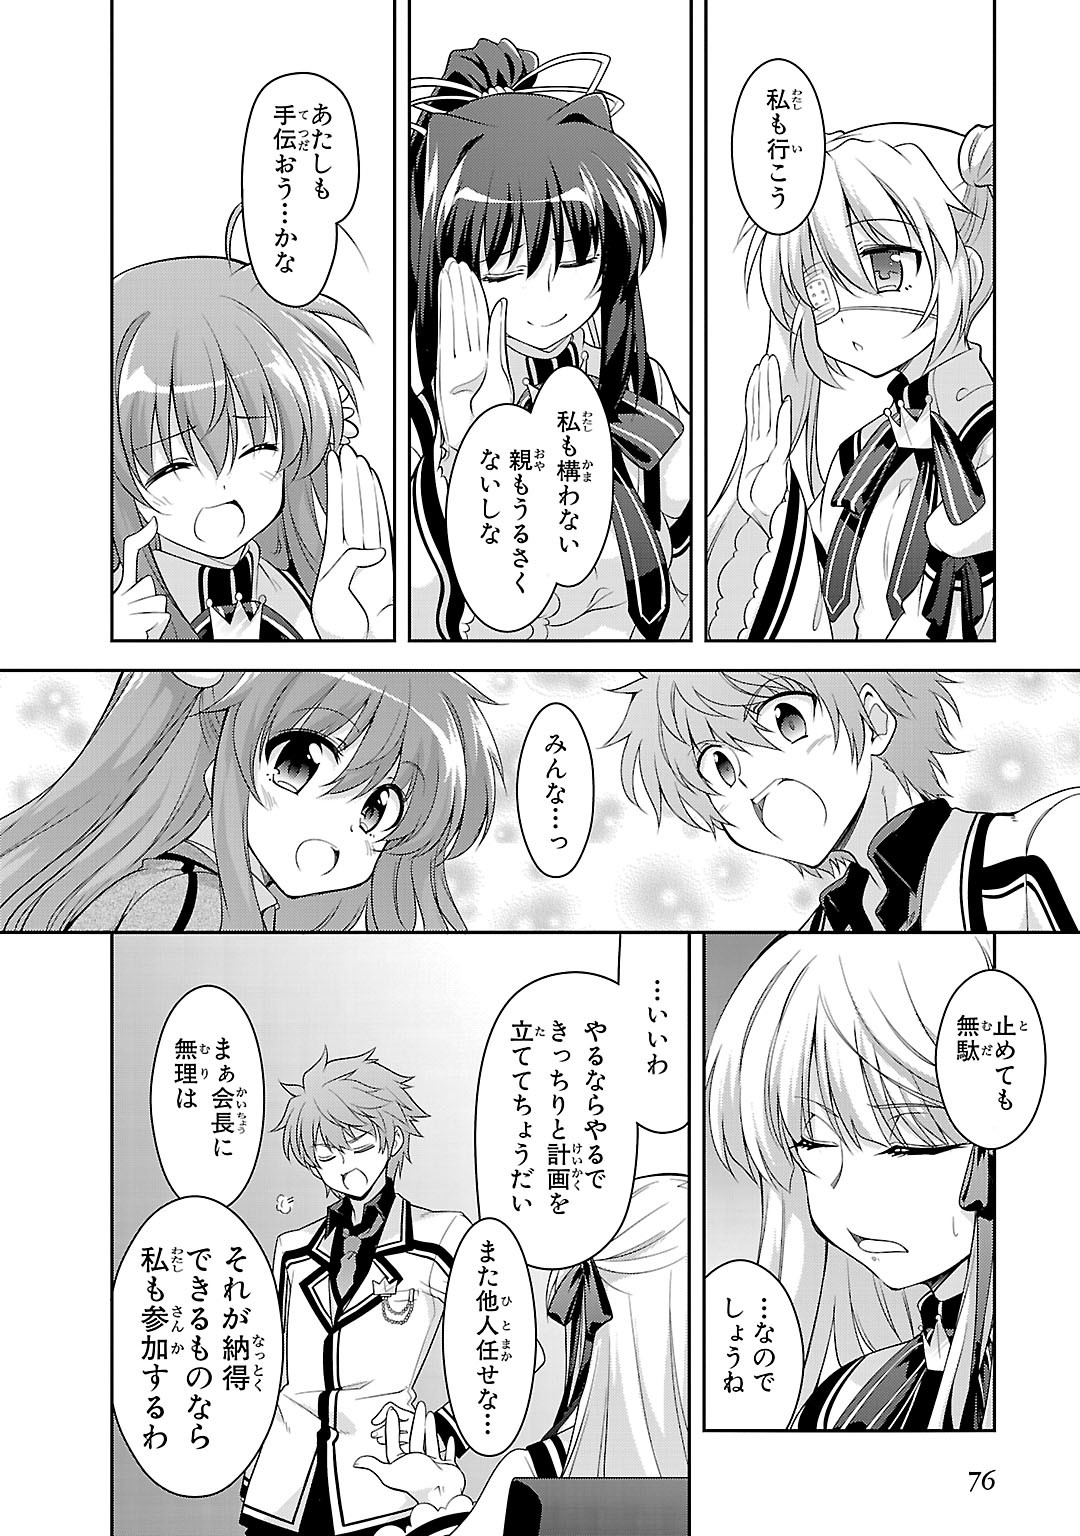 私も行こう
私も構わない
親もうるさく
ないしな
あたしも
手伝おう…かな
みんな…っ
止めても
無駄
…なので
しょうね
…いいわ
やるならやるで
きっちりと計画を
立ててちょうだい
また他人任せな…
まぁ会長に
無理は
それが納得
できるものなら
私も参加するわ
76